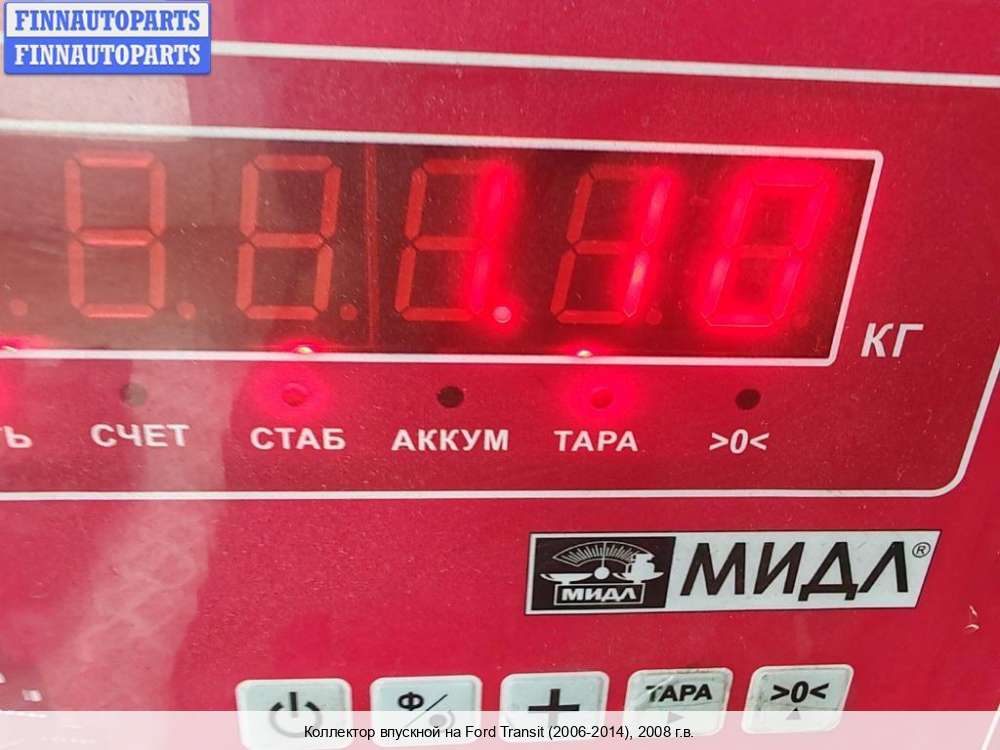 FINNAUTOPARTS
FINNAUTOPARTS
1.10
КГ
СЧЕТ СТАБ АККУМ ТАРА >0<
МИДЛ МИДЛ®
Ф/ + ТАРА >0<
Коллектор впускной на Ford Transit (2006-2014), 2008 г.в.